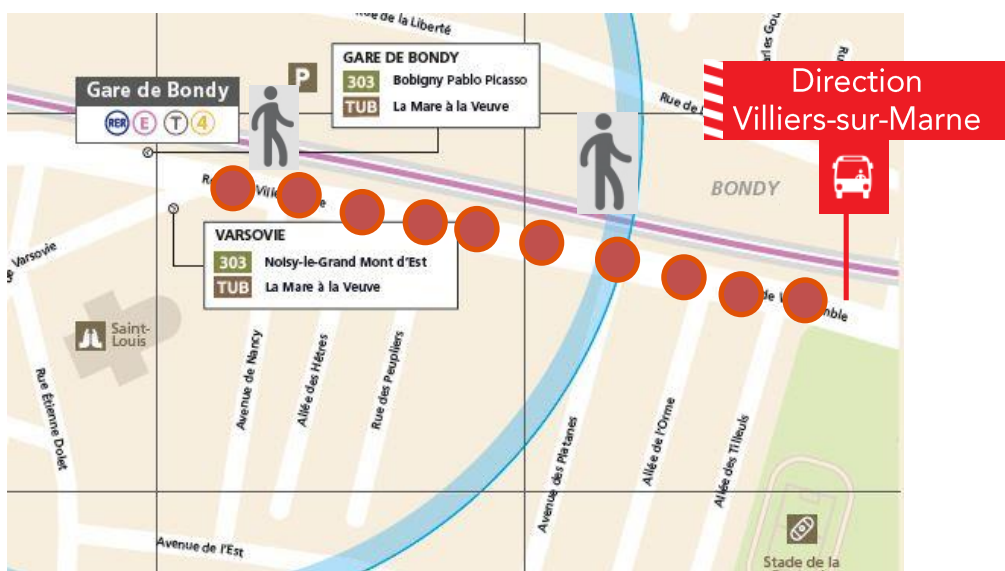 Rue de la Liberté
GARE DE BONDY
303 Bobigny Pablo Picasso
TUB La Mare à la Veuve
P
Gare de Bondy
RER E T 4
Direction
Villiers-sur-Marne
Rue de
BONDY
VARSOVIE
303 Noisy-le-Grand Mont d'Est
TUB La Mare à la Veuve
Varsovie
Saint-
Louis
Rue Étienne Dolet
Avenue de Nancy
Allée des Hêtres
Rue des Peupliers
Avenue des Platanes
Allée de l'Orme
Allée des Tilleuls
Avenue de l'Est
Stade de la